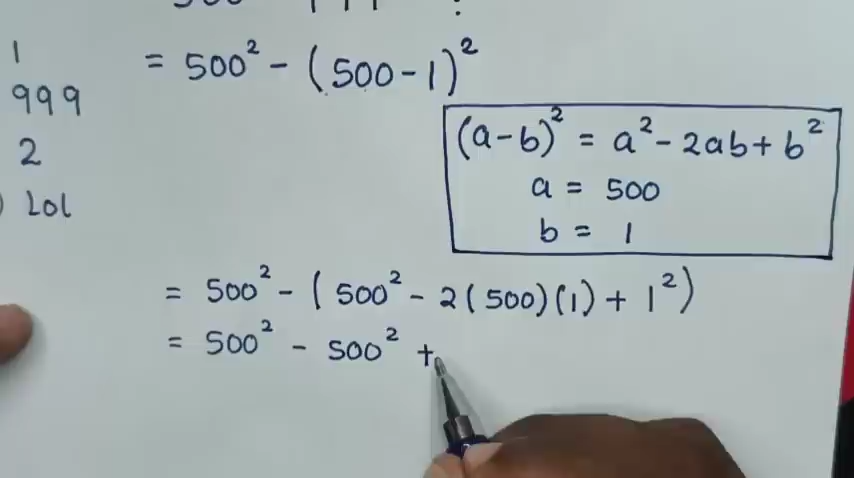 = 500² - (500-1)²
1
999
2
) Lol
(a-b)² = a² - 2ab + b²
a = 500
b = 1
= 500² - (500² - 2(500)(1) + 1²)
= 500² - 500² +